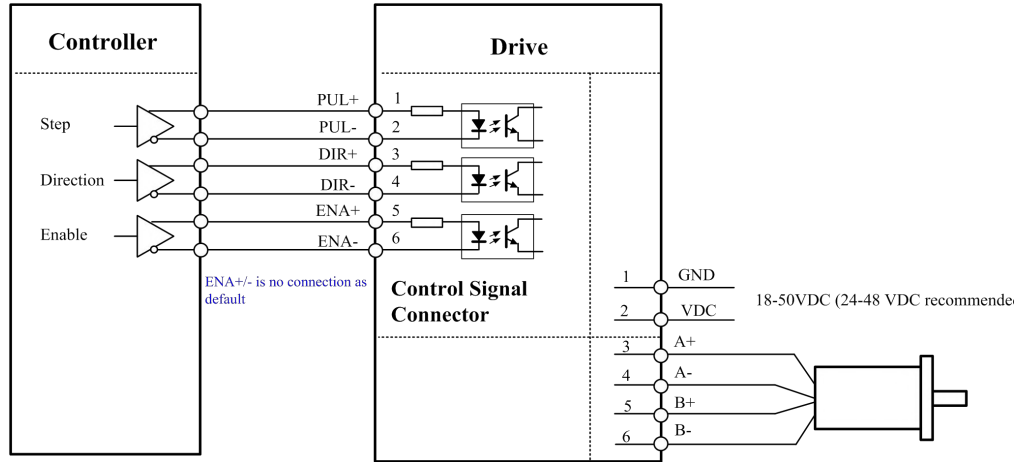 Controller
Drive
Step
Direction
Enable
PUL+ 1
PUL- 2
DIR+ 3
DIR- 4
ENA+ 5
ENA- 6
ENA+/- is no connection as
default
Control Signal
Connector
1 GND
2 VDC
18-50VDC (24-48 VDC recommende
3 A+
4 A-
5 B+
6 B-